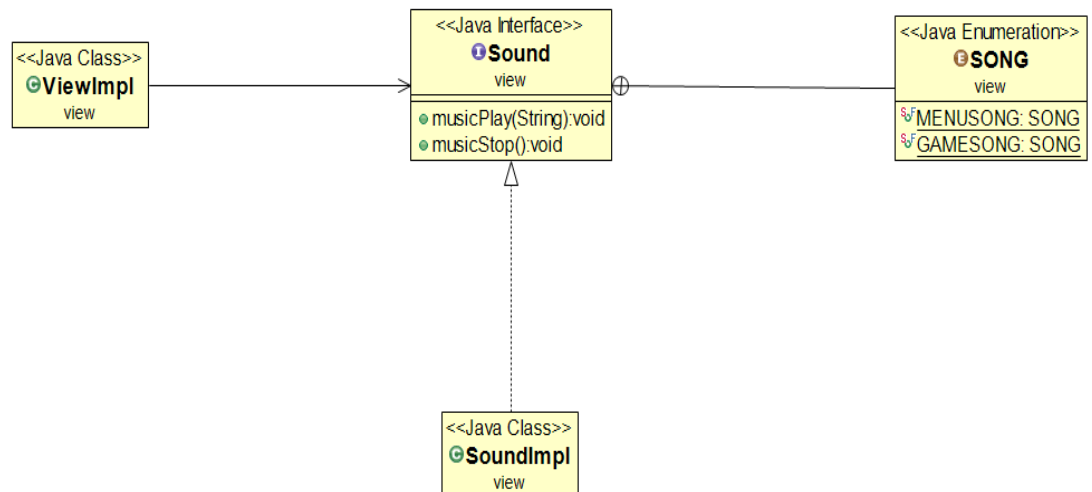 <<Java Class>>
ViewImpl
view
<<Java Interface>>
Sound
view
musicPlay(String):void
musicStop():void
<<Java Enumeration>>
SONG
view
MENUSONG: SONG
GAMESONG: SONG
<<Java Class>>
SoundImpl
view